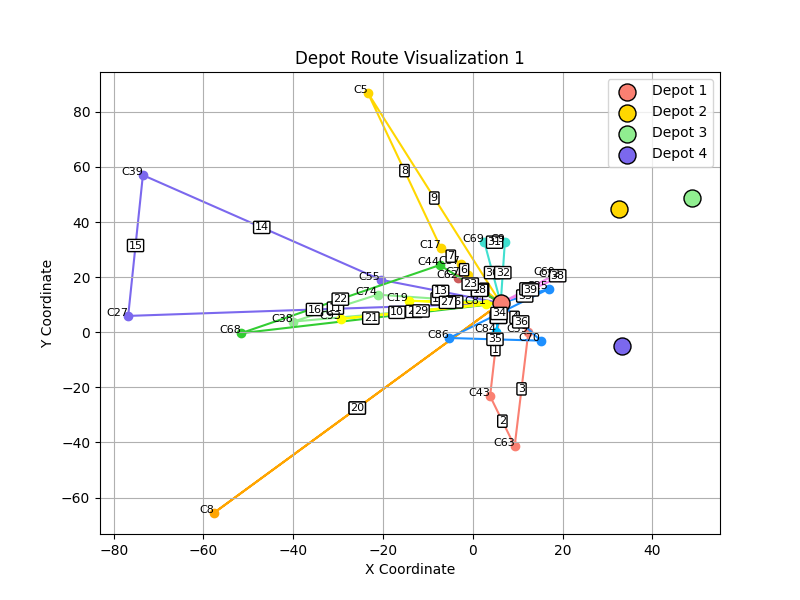 Depot Route Visualization 1
Y Coordinate
X Coordinate
80
60
40
20
0
−20
−40
−60
−80
−60
−40
−20
0
20
40
Depot 1
Depot 2
Depot 3
Depot 4
C5
C39
C17
C44
C69
C55
C74
C19
C27
C38
C68
C86
C84
C70
C43
C63
C8
8
9
14
15
7
13
16
22
21
10
29
20
1
2
3
23
31
32
34
35
36
39
38